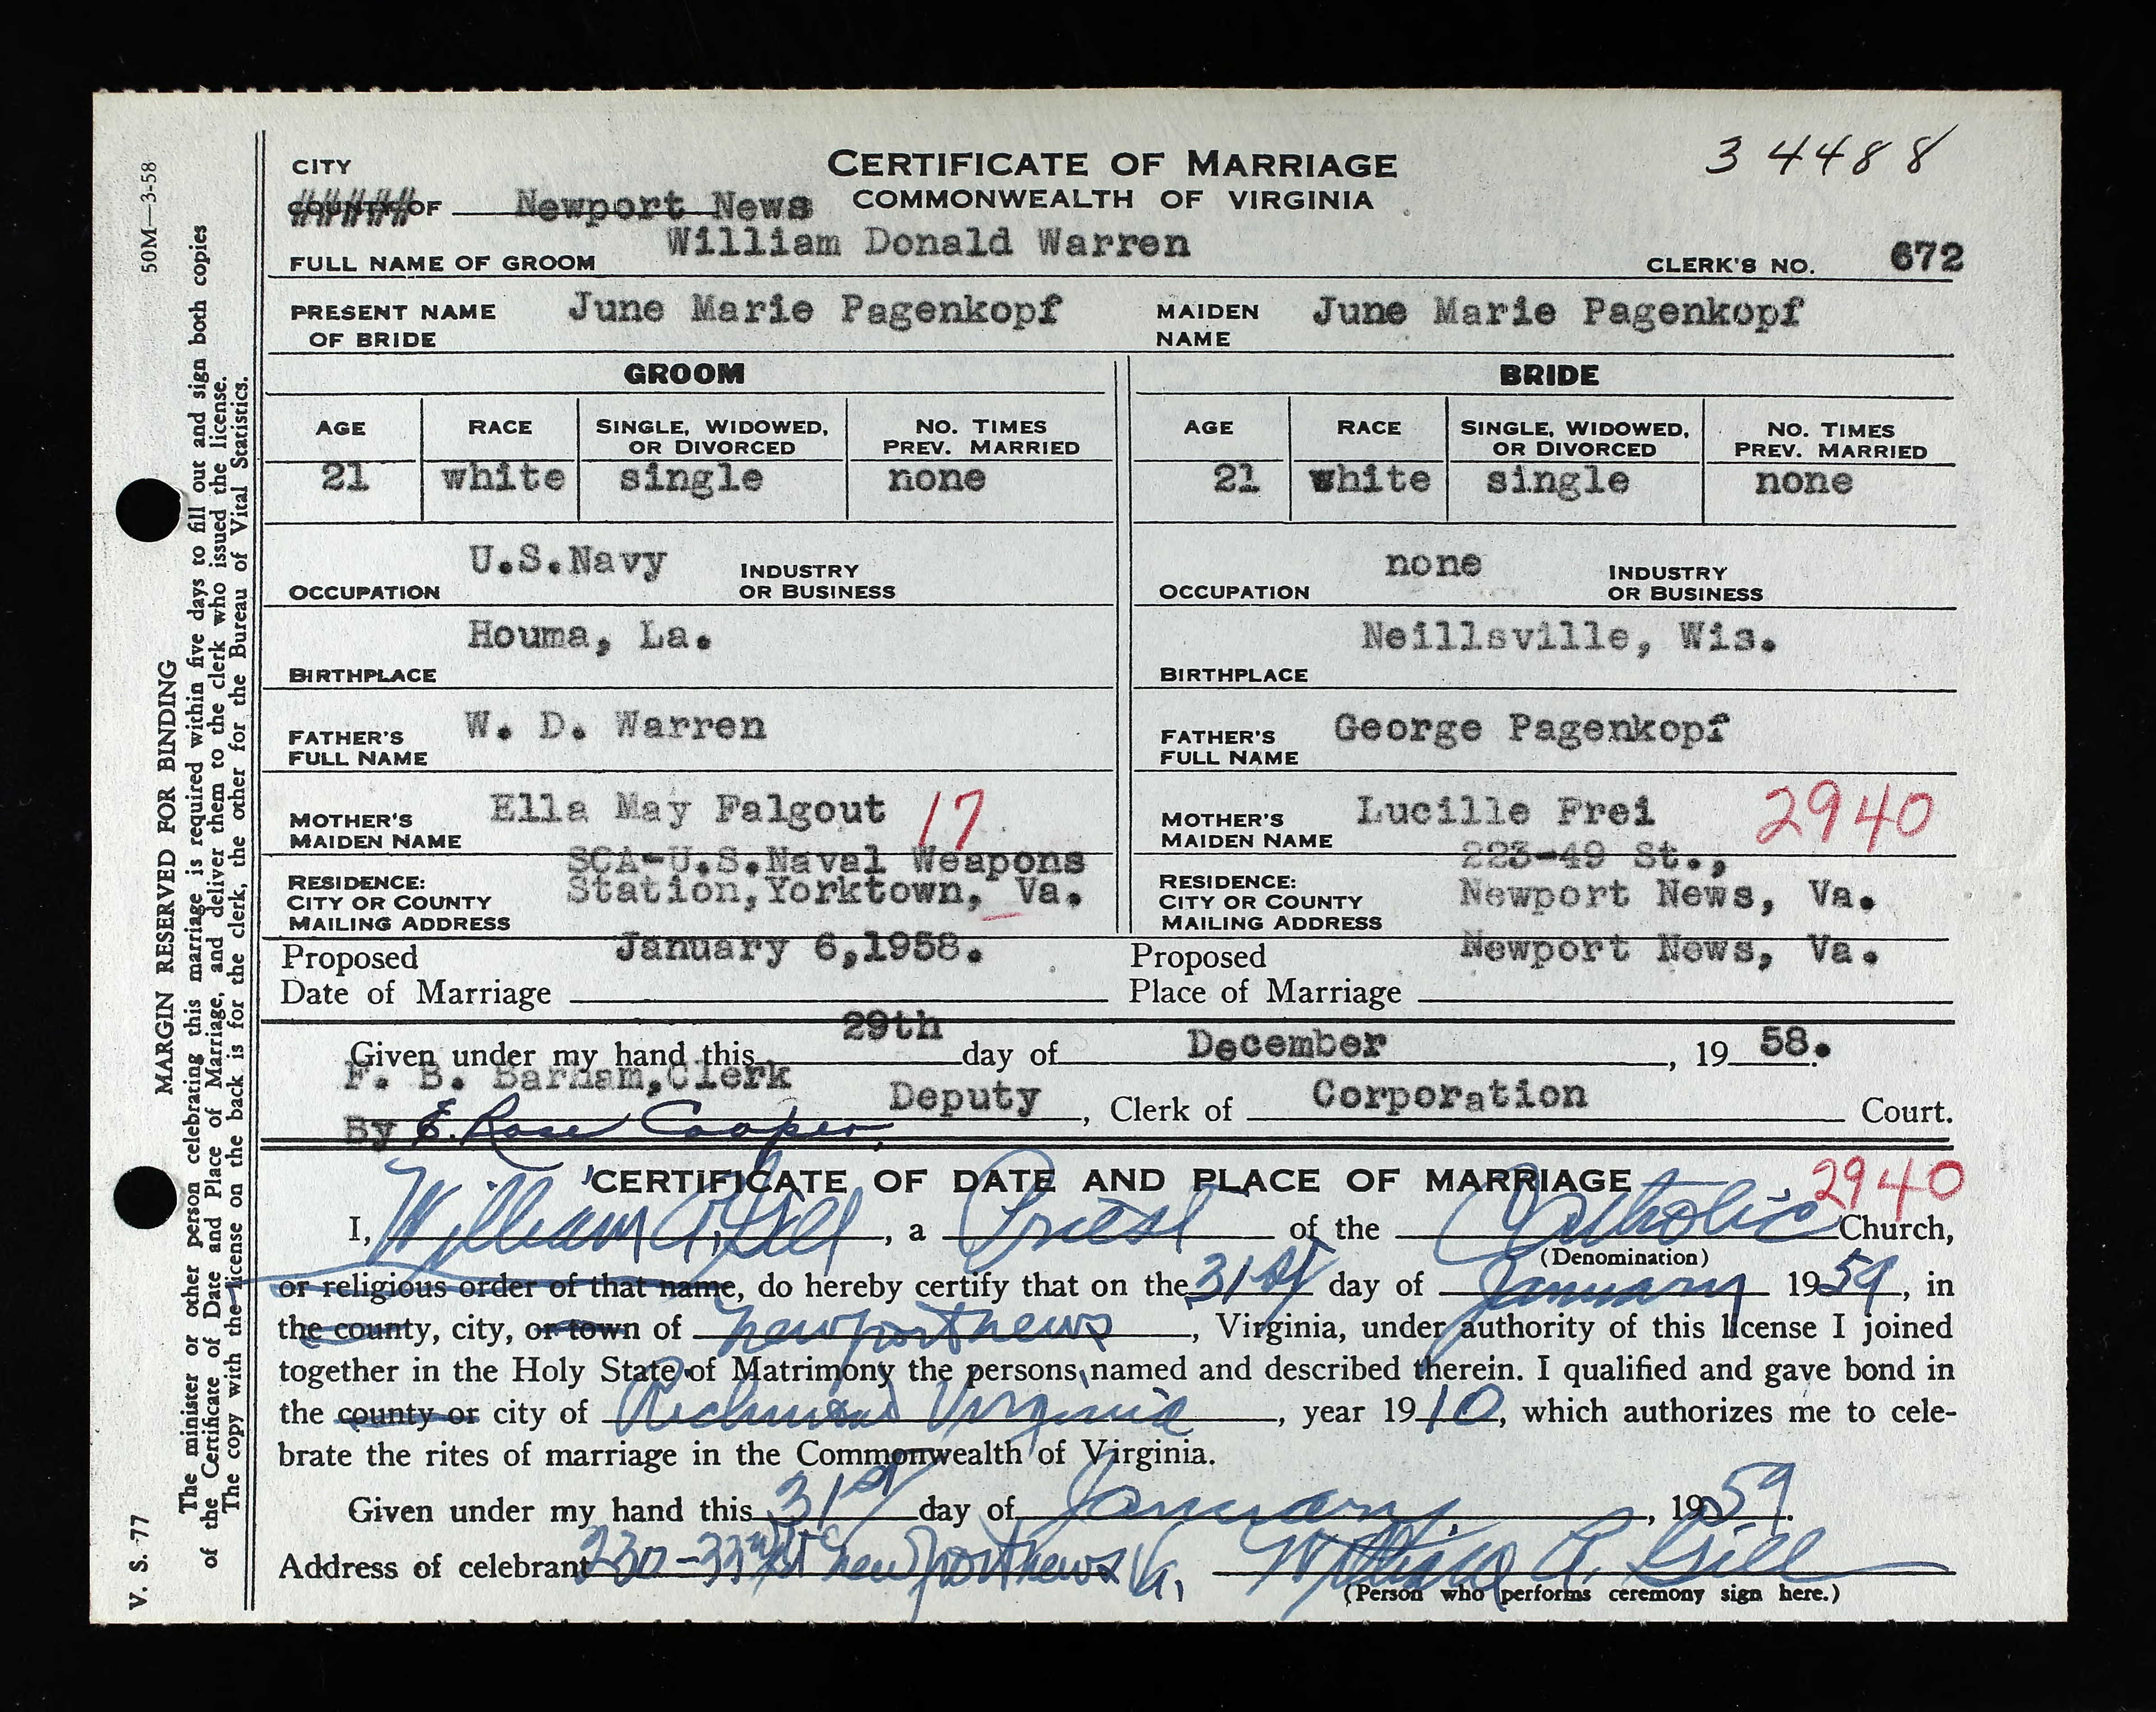 34488
CITY
CERTIFICATE OF MARRIAGE
COUNTY OF Newport News COMMONWEALTH OF VIRGINIA
FULL NAME OF GROOM William Donald Warren CLERK'S NO. 672
PRESENT NAME OF BRIDE June Marie Pagenkopf MAIDEN NAME June Marie Pagenkopf
GROOM BRIDE
AGE RACE SINGLE, WIDOWED, OR DIVORCED NO. TIMES PREV. MARRIED AGE RACE SINGLE, WIDOWED, OR DIVORCED NO. TIMES PREV. MARRIED
21 white single none 21 white single none
OCCUPATION U.S.Navy INDUSTRY OR BUSINESS OCCUPATION none INDUSTRY OR BUSINESS
BIRTHPLACE Houma, La. BIRTHPLACE Neillsville, Wis.
FATHER'S FULL NAME W. D. Warren FATHER'S FULL NAME George Pagenkopf
MOTHER'S MAIDEN NAME Ella May Falgout 17 MOTHER'S MAIDEN NAME Lucille Frei 2940
SCA-U.S.Naval Weapons 223-49 St.,
RESIDENCE: CITY OR COUNTY MAILING ADDRESS Station,Yorktown, Va. RESIDENCE: CITY OR COUNTY MAILING ADDRESS Newport News, Va.
Proposed Date of Marriage January 6,1958. Proposed Place of Marriage Newport News, Va.
Given under my hand this 29th day of December, 1958.
F. B. Barham,Clerk
By E. Rose Cooper, Deputy, Clerk of Corporation Court.
CERTIFICATE OF DATE AND PLACE OF MARRIAGE 2940
I, William A. Gill, a Priest of the Catholic Church,
(Denomination)
or religious order of that name, do hereby certify that on the 31st day of January 1959, in
the county, city, or town of newport news, Virginia, under authority of this license I joined
together in the Holy State of Matrimony the persons named and described therein. I qualified and gave bond in
the county or city of Richmond Virginia, year 1910, which authorizes me to cele-
brate the rites of marriage in the Commonwealth of Virginia.
Given under my hand this 31st day of January, 1959.
Address of celebrant 230-33rd St newport news Va. William A. Gill
(Person who performs ceremony sign here.)
V. S. 77 MARGIN RESERVED FOR BINDING 50M—3-58
The minister or other person celebrating this marriage is required within five days to fill out and sign both copies
of the Certificate of Date and Place of Marriage, and deliver them to the clerk who issued the license.
The copy with the license on the back is for the clerk, the other for the Bureau of Vital Statistics.